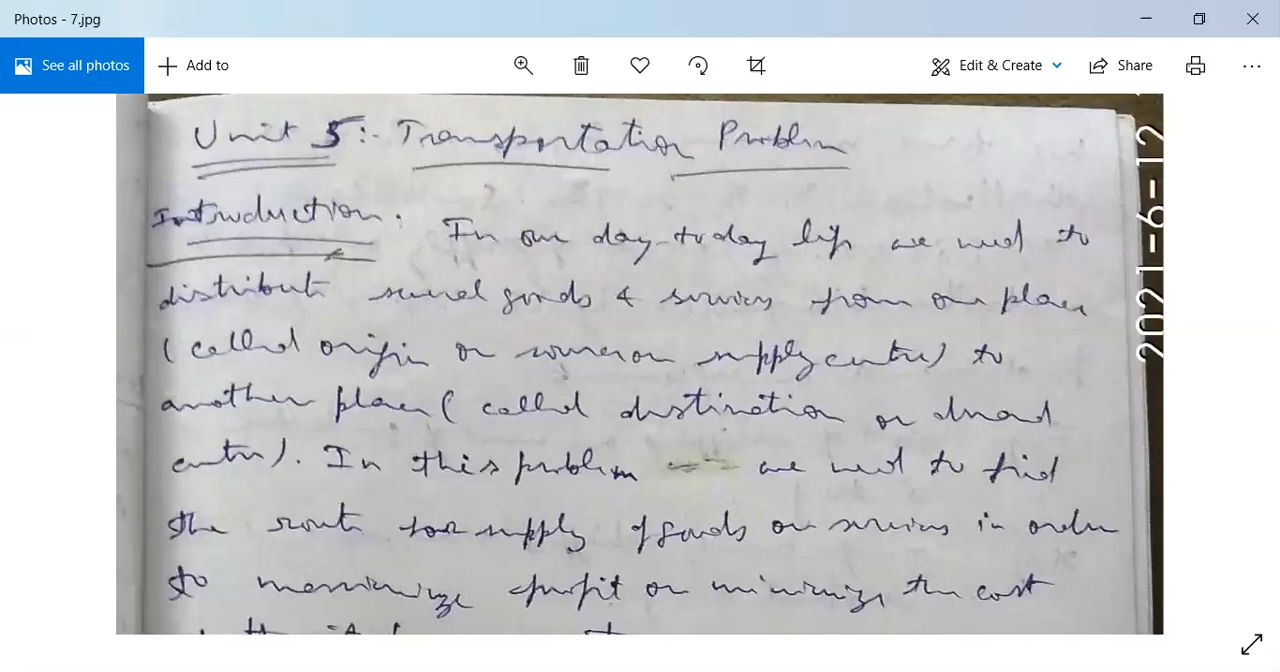 Photos - 7.jpg
See all photos
Add to
Edit & Create
Share
Unit 5:- Transportation Problem
Introduction. In our day-to-day life we need to
distribute several goods & services from one place
(called origin or source or supply centre) to
another place (called destination or demand
centre). In this problem we need to find
the route for supply of goods or services in order
to maximize profit or minimize the cost
2021-6-12